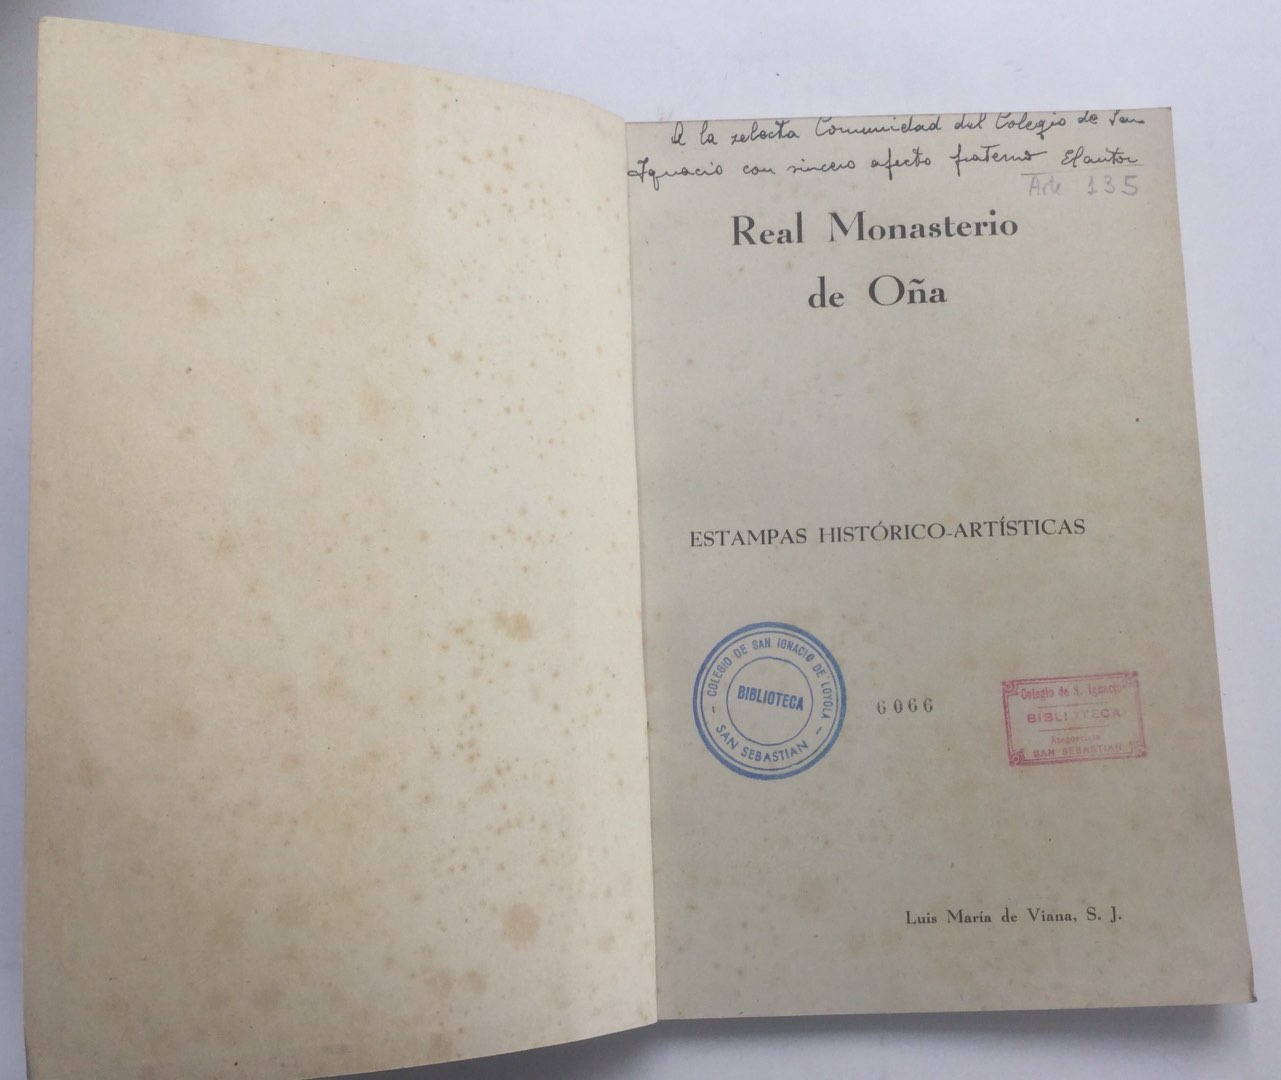 A la selecta Comunidad del Colegio de San
Ignacio con sincero afecto fraterno El autor
Arte 135
Real Monasterio
de Oña
ESTAMPAS HISTÓRICO-ARTÍSTICAS
COLEGIO DE SAN IGNACIO DE LOYOLA
BIBLIOTECA
SAN SEBASTIAN
6066
Colegio de S. Ignacio
BIBLIOTECA
SAN SEBASTIAN
Luis María de Viana, S. J.